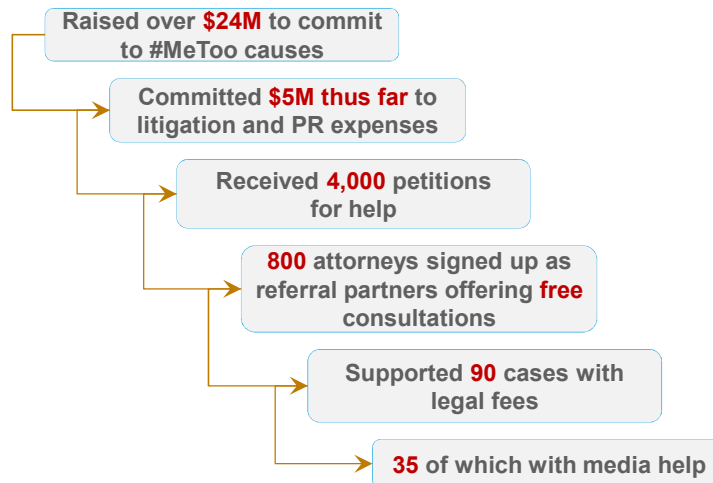 Raised over $24M to commit
to #MeToo causes
Committed $5M thus far to
litigation and PR expenses
Received 4,000 petitions
for help
800 attorneys signed up as
referral partners offering free
consultations
Supported 90 cases with
legal fees
35 of which with media help